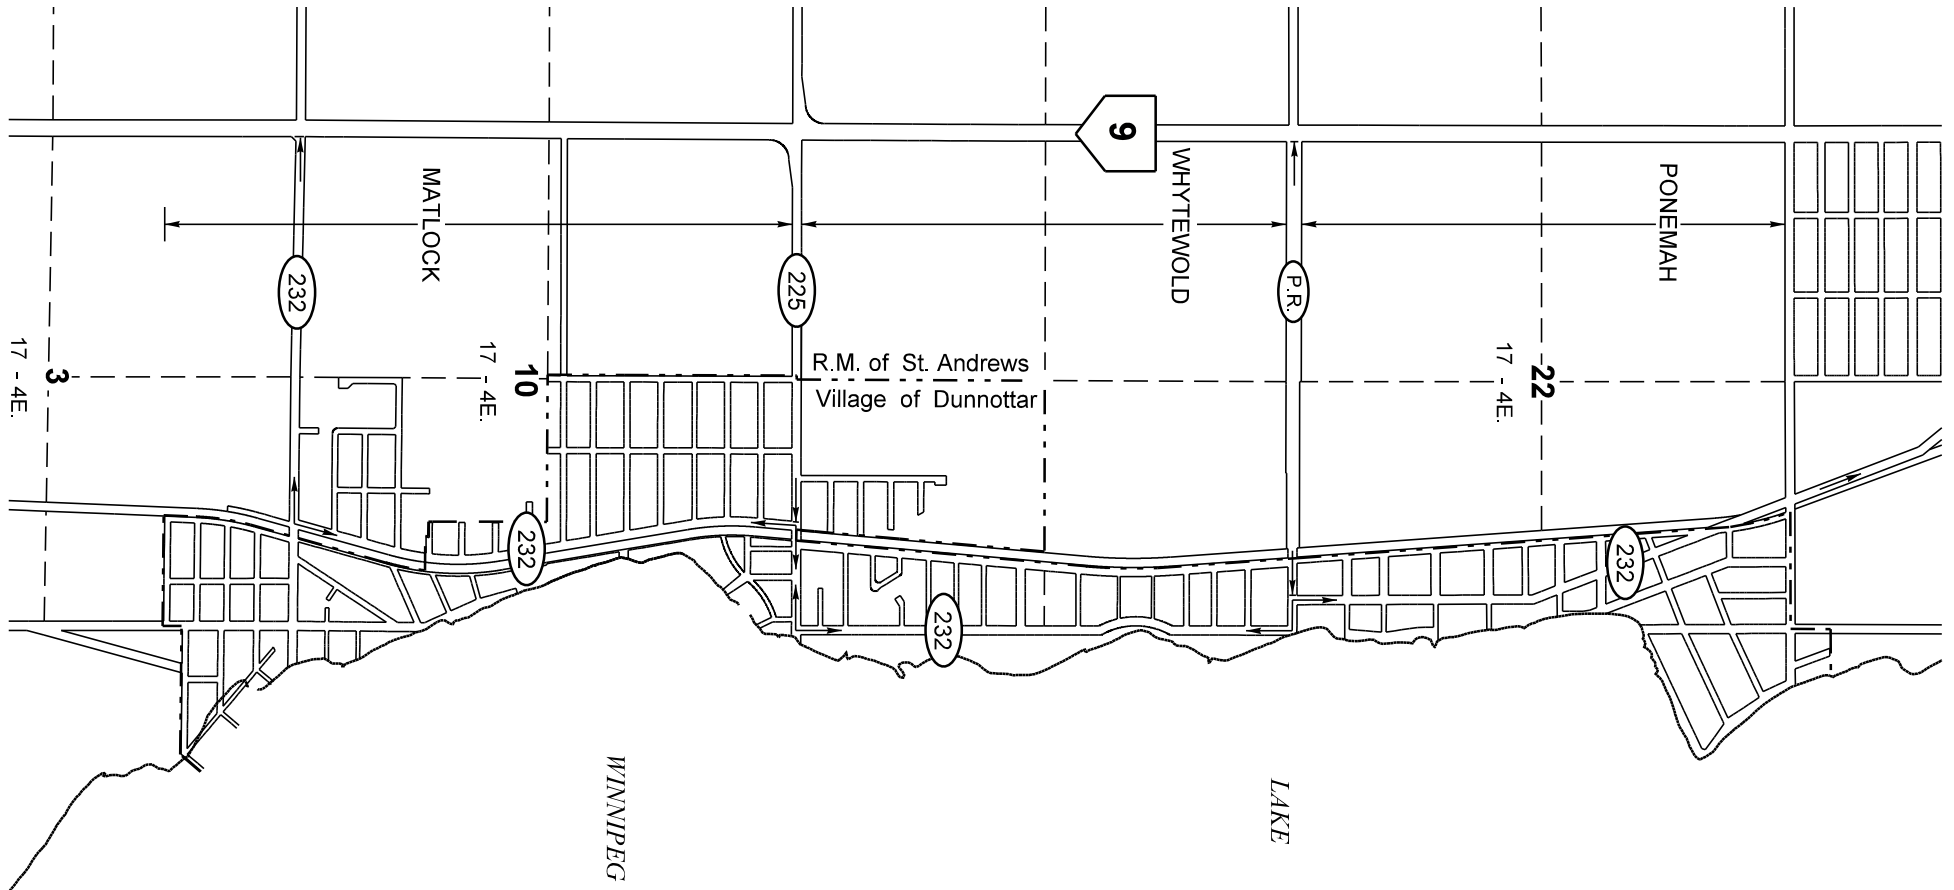 9
MATLOCK
WHYTEWOLD
PONEMAH
232
225
P.R.
17 - 4E.
3
17 - 4E.
10
R.M. of St. Andrews
Village of Dunnottar
17 - 4E.
22
232
232
232
LAKE
WINNIPEG